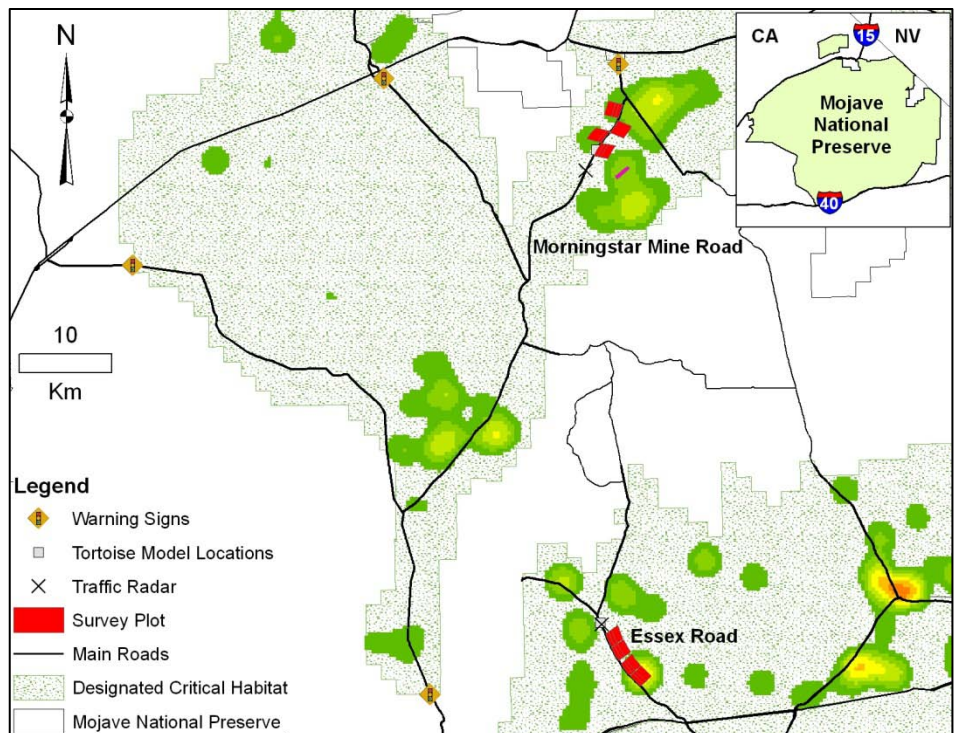 N
CA
15
NV
Mojave
National
Preserve
40
Morningstar Mine Road
10
Km
Essex Road
Legend
Warning Signs
Tortoise Model Locations
Traffic Radar
Survey Plot
Main Roads
Designated Critical Habitat
Mojave National Preserve